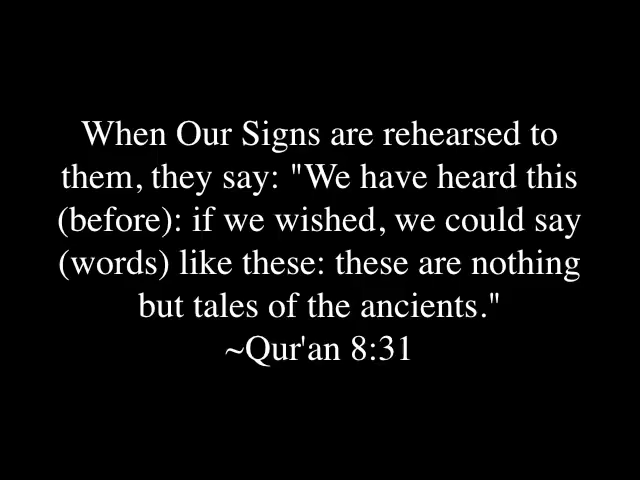 When Our Signs are rehearsed to
them, they say: "We have heard this
(before): if we wished, we could say
(words) like these: these are nothing
but tales of the ancients."
~Qur'an 8:31